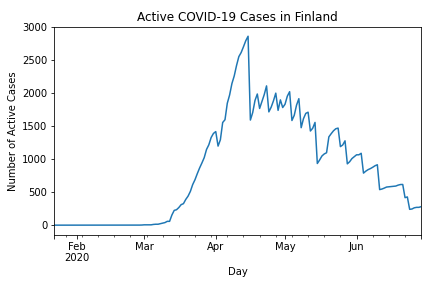 Active COVID-19 Cases in Finland
3000
2500
2000
1500
1000
500
0
Number of Active Cases
Feb
2020
Mar
Apr
May
Jun
Day